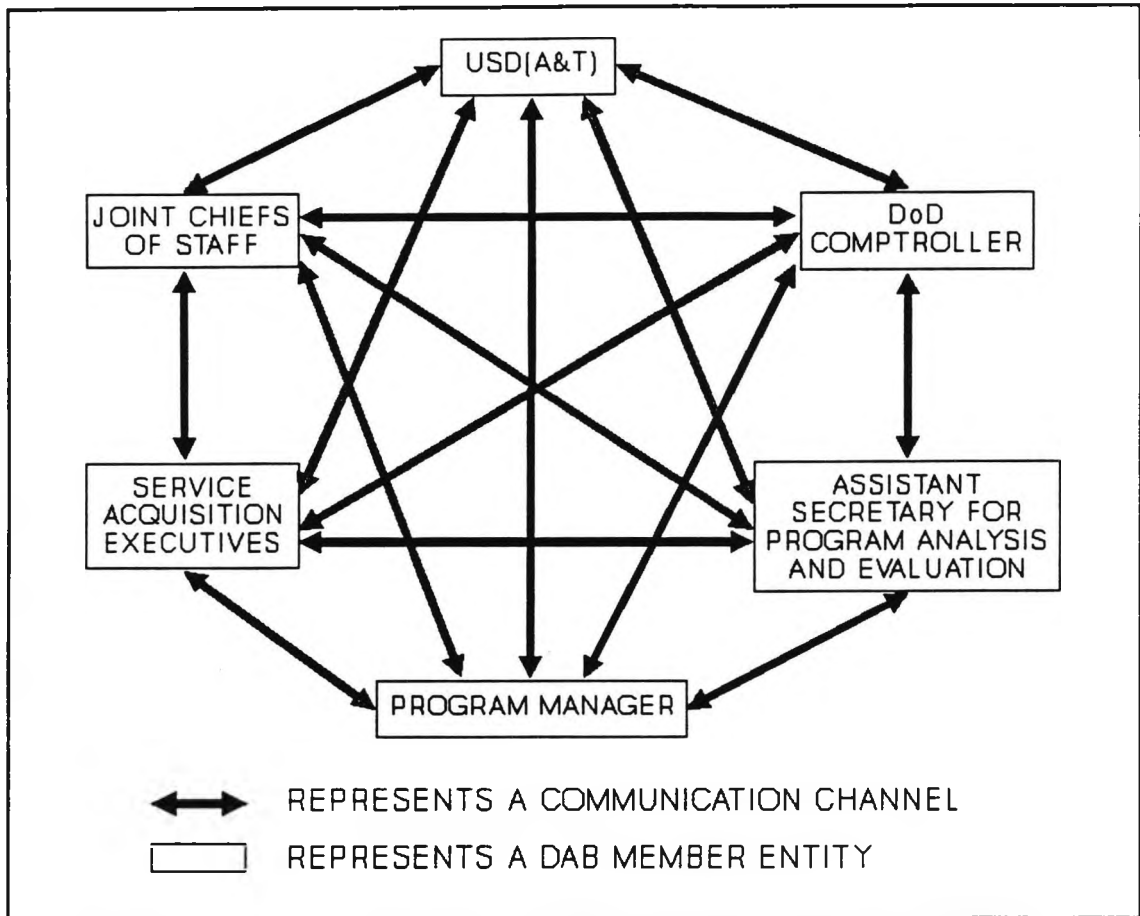 USD(A&T)
JOINT CHIEFS
OF STAFF
DoD
COMPTROLLER
SERVICE
ACQUISITION
EXECUTIVES
ASSISTANT
SECRETARY FOR
PROGRAM ANALYSIS
AND EVALUATION
PROGRAM MANAGER
REPRESENTS A COMMUNICATION CHANNEL
REPRESENTS A DAB MEMBER ENTITY